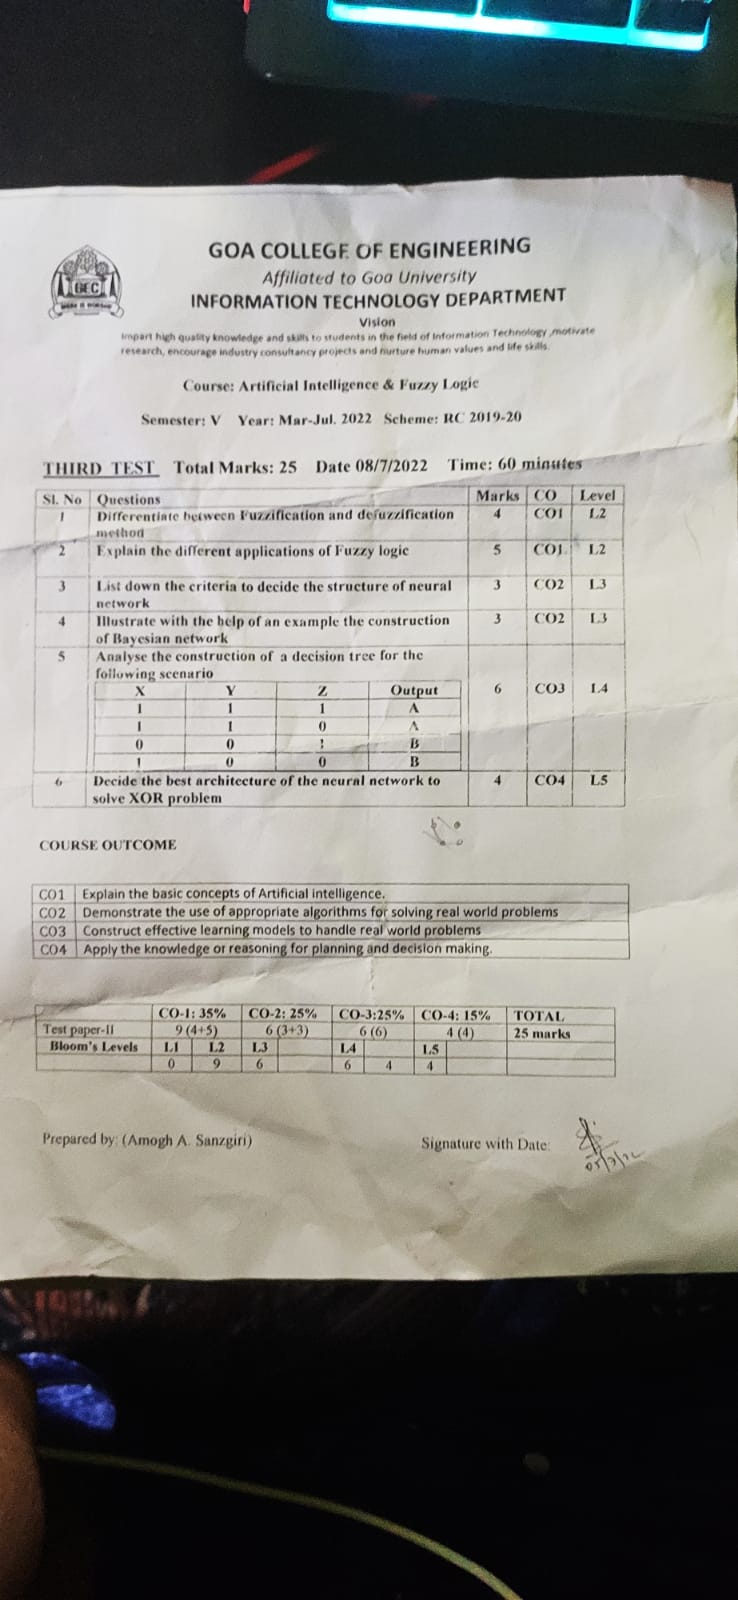 GEC
GOA COLLEGE OF ENGINEERING
Affiliated to Goa University
INFORMATION TECHNOLOGY DEPARTMENT
Vision
Impart high quality knowledge and skills to students in the field of Information Technology ,motivate
research, encourage industry consultancy projects and nurture human values and life skills.
Course: Artificial Intelligence & Fuzzy Logic
Semester: V Year: Mar-Jul. 2022 Scheme: RC 2019-20
THIRD TEST Total Marks: 25 Date 08/7/2022 Time: 60 minutes
Sl. No Questions Marks CO Level
1 Differentiate between Fuzzification and defuzzification 4 CO1 L2
method
2 Explain the different applications of Fuzzy logic 5 CO1 L2
3 List down the criteria to decide the structure of neural 3 CO2 L3
network
4 Illustrate with the help of an example the construction 3 CO2 L3
of Bayesian network
5 Analyse the construction of a decision tree for the
following scenario
X Y Z Output 6 CO3 L4
1 1 1 A
1 1 0 A
0 0 1 B
1 0 0 B
6 Decide the best architecture of the neural network to 4 CO4 L5
solve XOR problem
COURSE OUTCOME
CO1 Explain the basic concepts of Artificial intelligence.
CO2 Demonstrate the use of appropriate algorithms for solving real world problems
CO3 Construct effective learning models to handle real world problems
CO4 Apply the knowledge or reasoning for planning and decision making.
CO-1: 35% CO-2: 25% CO-3:25% CO-4: 15% TOTAL
Test paper-II 9 (4+5) 6 (3+3) 6 (6) 4 (4) 25 marks
Bloom's Levels L1 L2 L3 L4 L5
0 9 6 6 4 4
Prepared by: (Amogh A. Sanzgiri) Signature with Date: